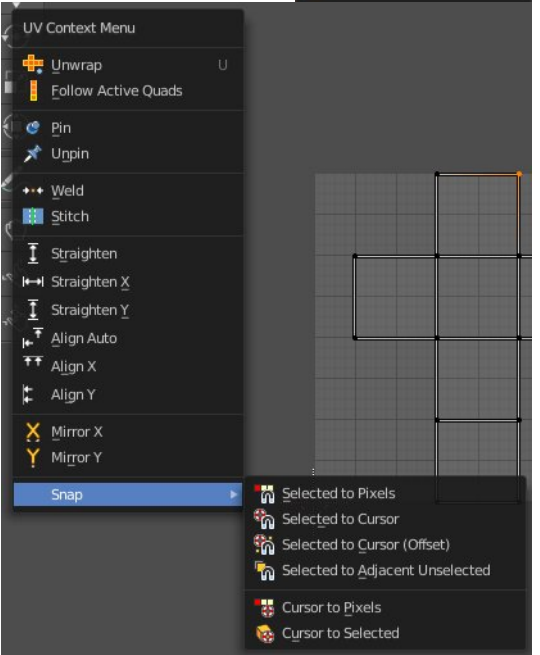 UV Context Menu
Unwrap U
Follow Active Quads
Pin
Unpin
Weld
Stitch
Straighten
Straighten X
Straighten Y
Align Auto
Align X
Align Y
Mirror X
Mirror Y
Snap
Selected to Pixels
Selected to Cursor
Selected to Cursor (Offset)
Selected to Adjacent Unselected
Cursor to Pixels
Cursor to Selected